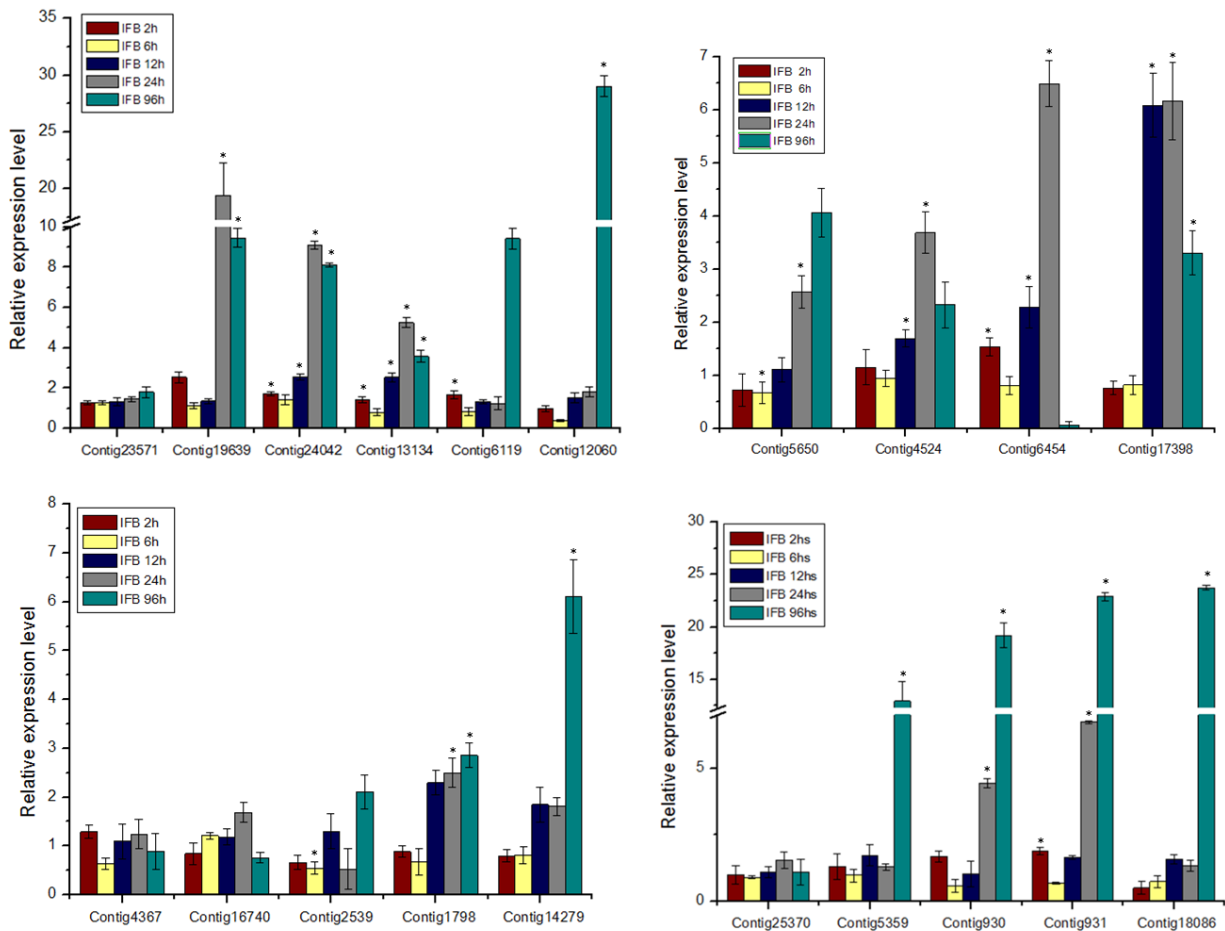 35
30
25
20
10
8
6
4
2
0
Relative expression level
IFB 2h
IFB 6h
IFB 12h
IFB 24h
IFB 96h
* * * * * * * * * * * *
Contig23571 Contig19639 Contig24042 Contig13134 Contig6119 Contig12060
7
6
5
4
3
2
1
0
Relative expression level
IFB 2h
IFB 6h
IFB 12h
IFB 24h
IFB 96h
* * * * * * * * * *
Contig5650 Contig4524 Contig6454 Contig17398
8
7
6
5
4
3
2
1
0
Relative expression level
IFB 2h
IFB 6h
IFB 12h
IFB 24h
IFB 96h
* * * *
Contig4367 Contig16740 Contig2539 Contig1798 Contig14279
30
25
20
15
5
0
Relative expression level
IFB 2hs
IFB 6hs
IFB 12hs
IFB 24hs
IFB 96hs
* * * * * * *
Contig25370 Contig5359 Contig930 Contig931 Contig18086